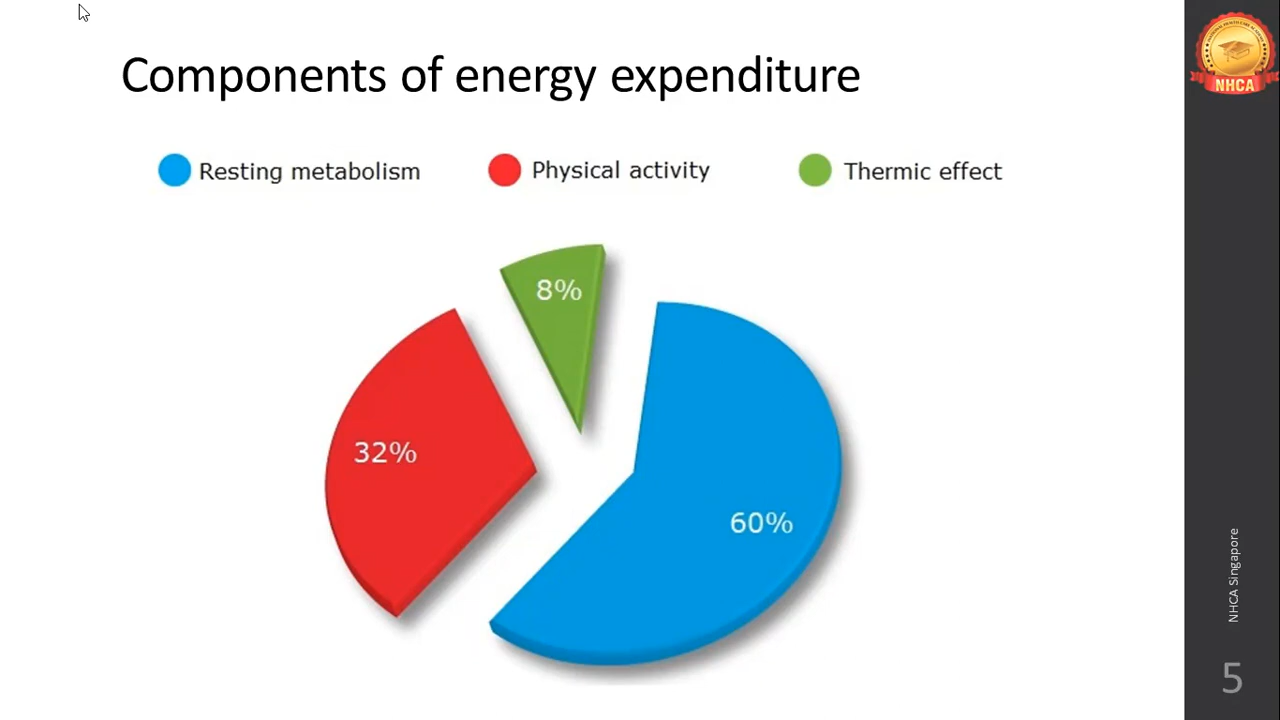 Components of energy expenditure
NHCA
Resting metabolism
Physical activity
Thermic effect
8%
32%
60%
NHCA Singapore
5